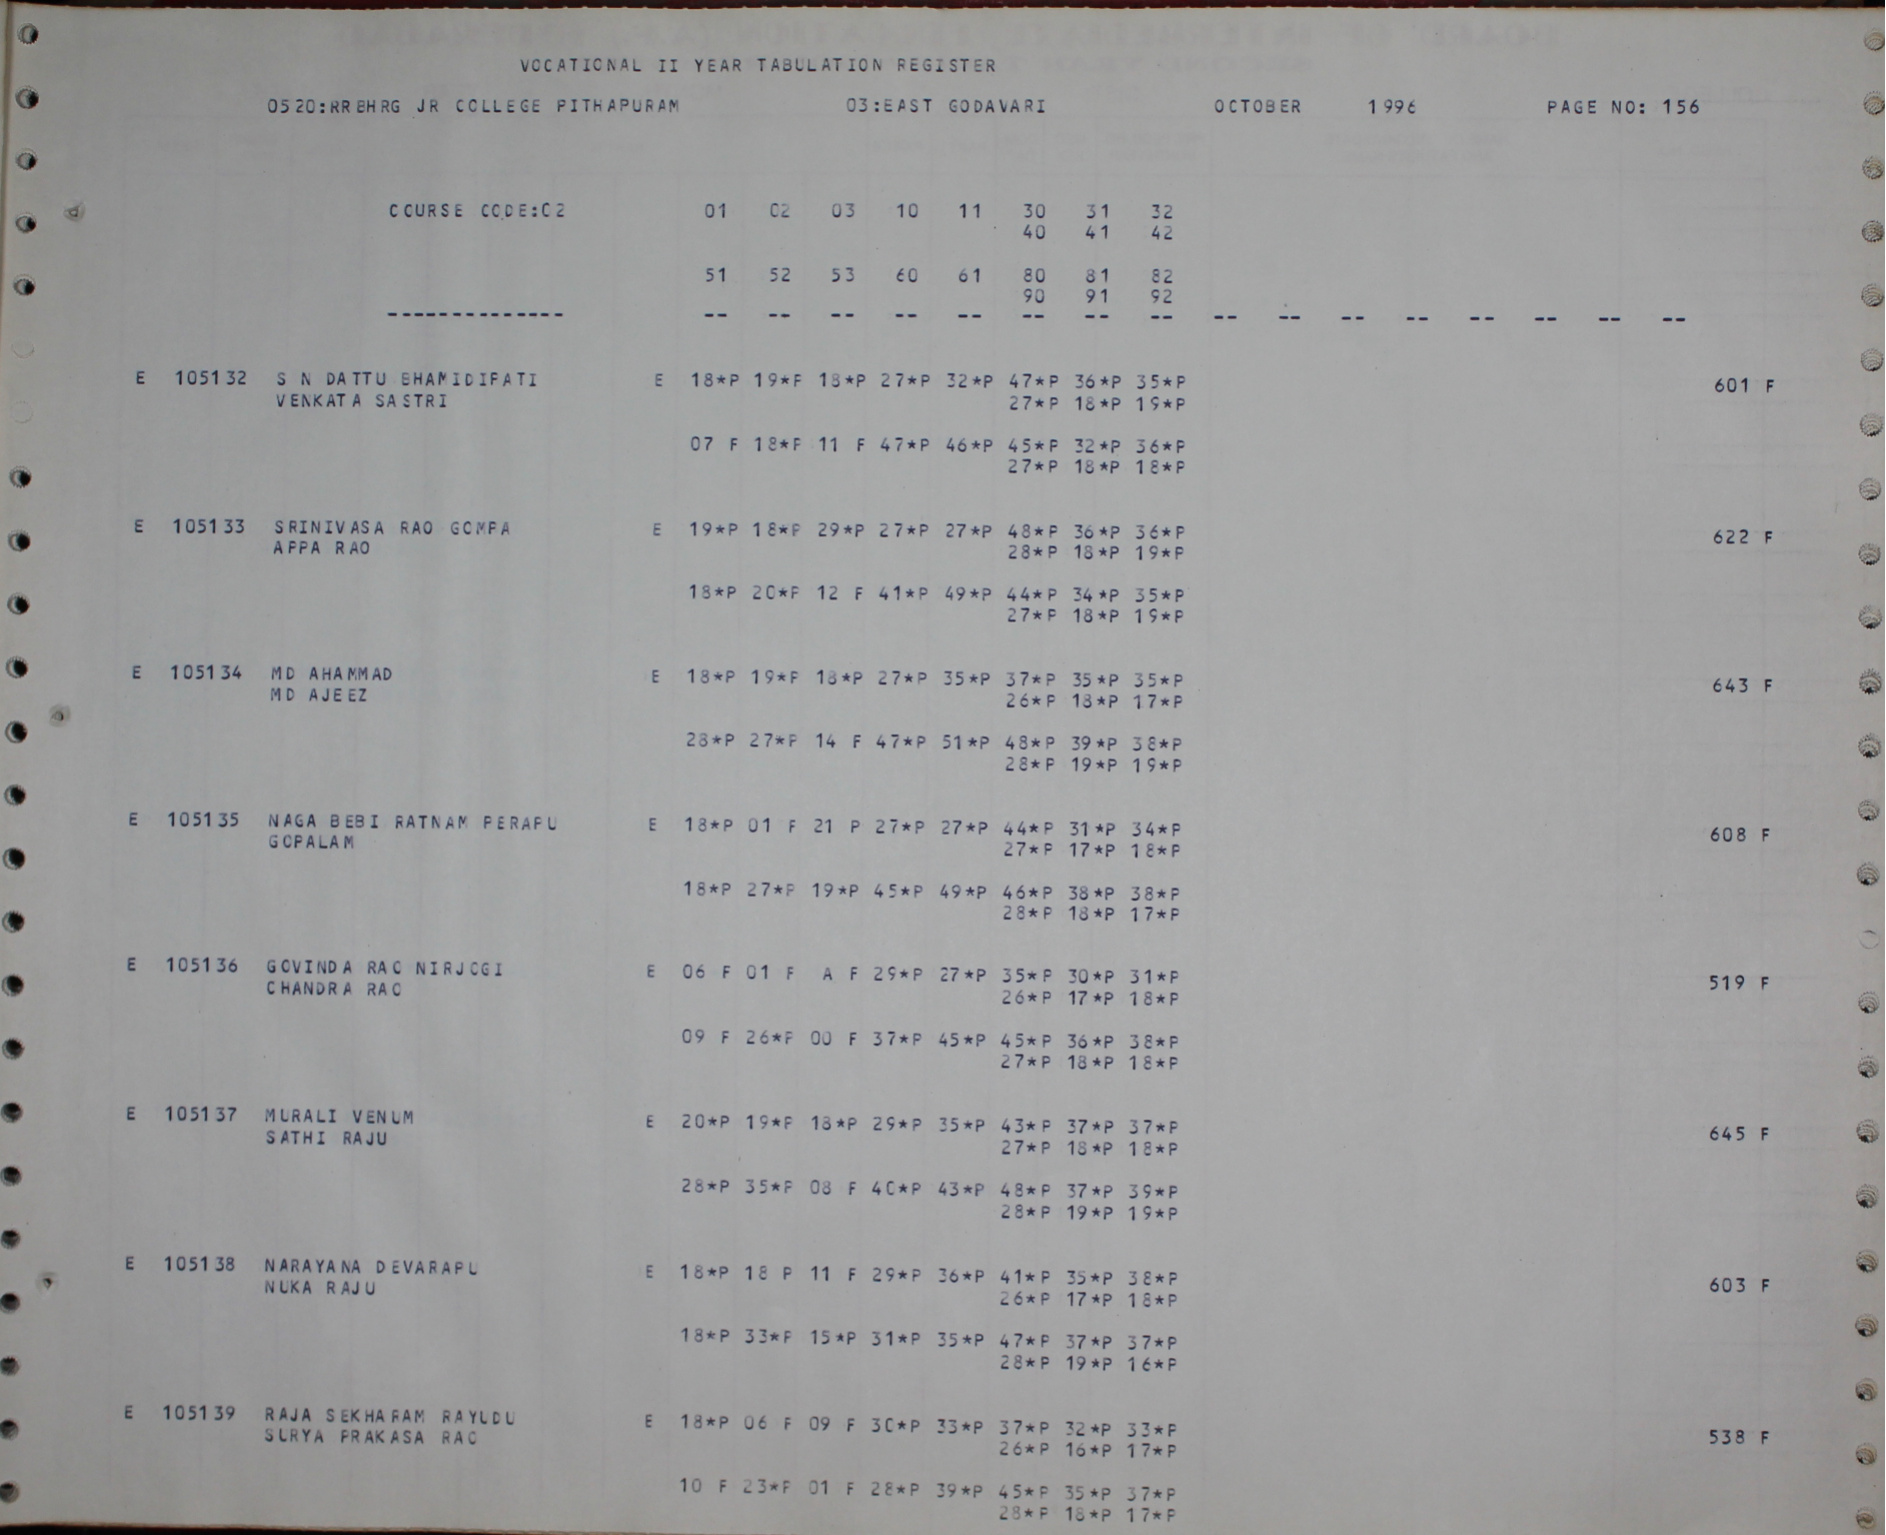 VOCATIONAL II YEAR TABULATION REGISTER
0520:RRBHRG JR COLLEGE PITHAPURAM 03:EAST GODAVARI OCTOBER 1996 PAGE NO: 156
COURSE CODE:02 01 02 03 10 11 30 31 32
40 41 42
51 52 53 60 61 80 81 82
90 91 92
-------------- -- -- -- -- -- -- -- -- -- -- -- -- -- -- -- --
E 105132 S N DATTU BHAMIDIPATI E 18*P 19*P 18*P 27*P 32*P 47*P 36*P 35*P 601 F
VENKATA SASTRI 27*P 18*P 19*P
07 F 18*P 11 F 47*P 46*P 45*P 32*P 36*P
27*P 18*P 18*P
E 105133 SRINIVASA RAO GOMPA E 19*P 18*P 29*P 27*P 27*P 48*P 36*P 36*P 622 F
APPA RAO 28*P 18*P 19*P
18*P 20*P 12 F 41*P 49*P 44*P 34*P 35*P
27*P 18*P 19*P
E 105134 MD AHAMMAD E 18*P 19*P 18*P 27*P 35*P 37*P 35*P 35*P 643 F
MD AJEEZ 26*P 18*P 17*P
28*P 27*P 14 F 47*P 51*P 48*P 39*P 38*P
28*P 19*P 19*P
E 105135 NAGA BEBI RATNAM PERAPU E 18*P 01 F 21 P 27*P 27*P 44*P 31*P 34*P 608 F
GOPALAM 27*P 17*P 18*P
18*P 27*P 19*P 45*P 49*P 46*P 38*P 38*P
28*P 18*P 17*P
E 105136 GOVINDA RAO NIRJOGI E 06 F 01 F A F 29*P 27*P 35*P 30*P 31*P 519 F
CHANDRA RAO 26*P 17*P 18*P
09 F 26*P 00 F 37*P 45*P 45*P 36*P 38*P
27*P 18*P 18*P
E 105137 MURALI VENUM E 20*P 19*P 18*P 29*P 35*P 43*P 37*P 37*P 645 F
SATHI RAJU 27*P 18*P 18*P
28*P 35*P 08 F 40*P 43*P 48*P 37*P 39*P
28*P 19*P 19*P
E 105138 NARAYANA DEVARAPU E 18*P 18 P 11 F 29*P 36*P 41*P 35*P 38*P 603 F
NUKA RAJU 26*P 17*P 18*P
18*P 33*P 15*P 31*P 35*P 47*P 37*P 37*P
28*P 19*P 16*P
E 105139 RAJA SEKHARAM RAYUDU E 18*P 06 F 09 F 30*P 33*P 37*P 32*P 33*P 538 F
SURYA PRAKASA RAO 26*P 16*P 17*P
10 F 23*P 01 F 28*P 39*P 45*P 35*P 37*P
28*P 18*P 17*P